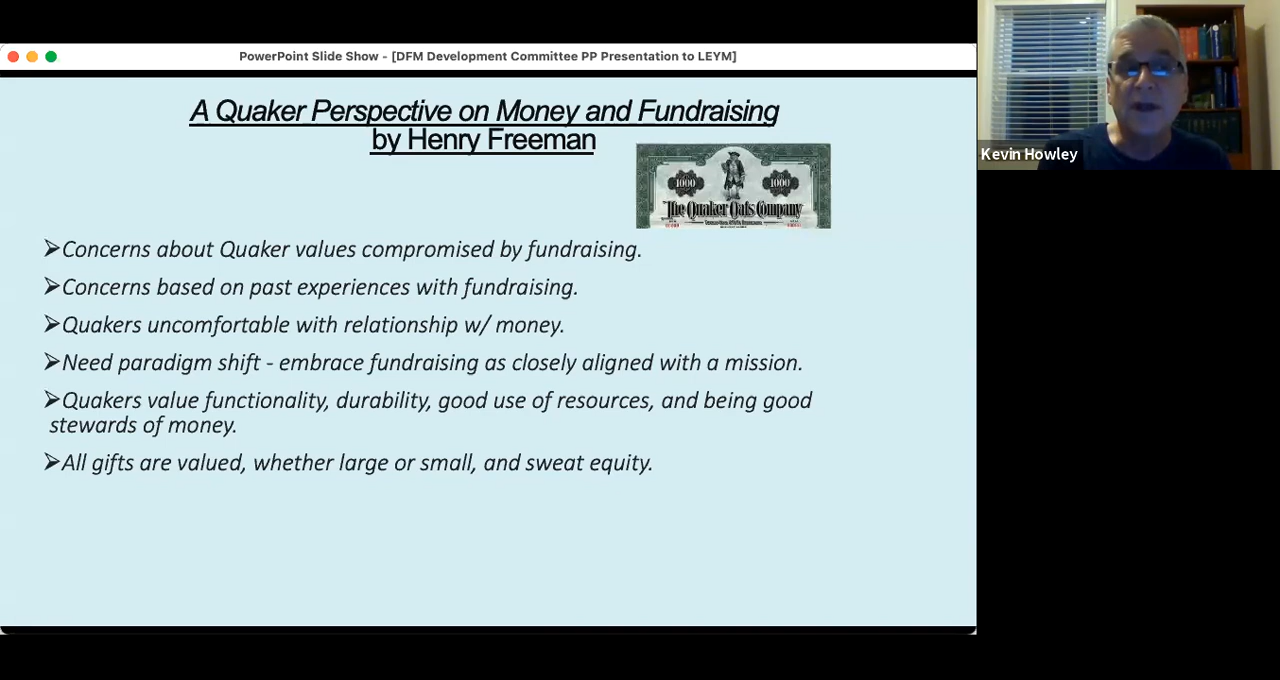 PowerPoint Slide Show - [DFM Development Committee PP Presentation to LEYM]
A Quaker Perspective on Money and Fundraising
by Henry Freeman
1000
1000
The Quaker Oats Company
➢Concerns about Quaker values compromised by fundraising.
➢Concerns based on past experiences with fundraising.
➢Quakers uncomfortable with relationship w/ money.
➢Need paradigm shift - embrace fundraising as closely aligned with a mission.
➢Quakers value functionality, durability, good use of resources, and being good
stewards of money.
➢All gifts are valued, whether large or small, and sweat equity.
Kevin Howley